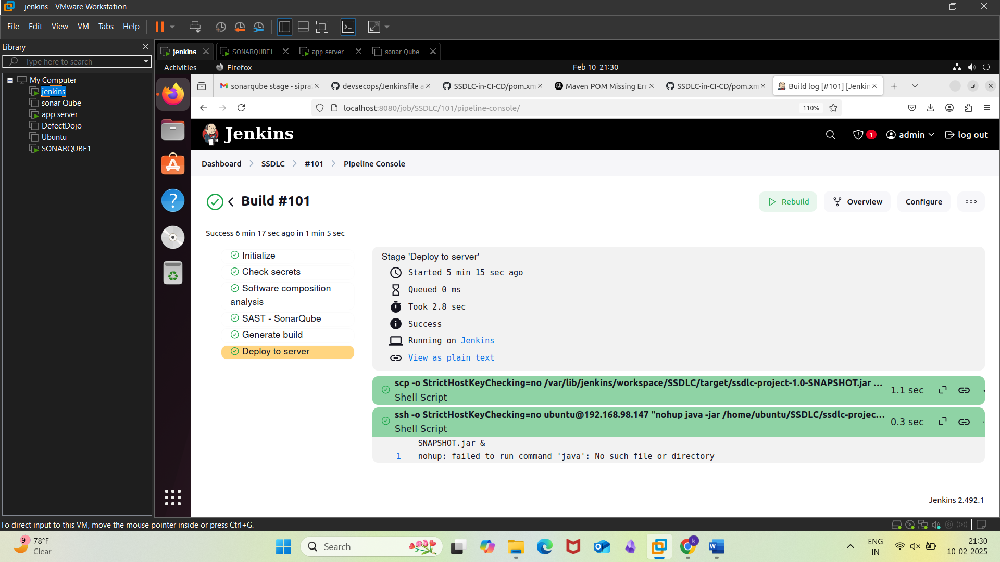 jenkins - VMware Workstation
File Edit View VM Tabs Help
Library
Type here to search
My Computer
jenkins
sonar Qube
app server
DefectDojo
Ubuntu
SONARQUBE1
jenkins
SONARQUBE1
app server
sonar Qube
Activities
Firefox
Feb 10 21:30
sonarqube stage - sipra
devsecops/Jenkinsfile a
SSDLC-in-CI-CD/pom.xm
Maven POM Missing Err
SSDLC-in-CI-CD/pom.xm
Build log [#101] [Jenkin
localhost:8080/job/SSDLC/101/pipeline-console/
110%
Jenkins
1
admin
log out
Dashboard
SSDLC
#101
Pipeline Console
Build #101
Rebuild
Overview
Configure
Success 6 min 17 sec ago in 1 min 5 sec
Initialize
Check secrets
Software composition
analysis
SAST - SonarQube
Generate build
Deploy to server
Stage 'Deploy to server'
Started 5 min 15 sec ago
Queued 0 ms
Took 2.8 sec
Success
Running on Jenkins
View as plain text
scp -o StrictHostKeyChecking=no /var/lib/jenkins/workspace/SSDLC/target/ssdlc-project-1.0-SNAPSHOT.jar ...
Shell Script
1.1 sec
ssh -o StrictHostKeyChecking=no ubuntu@192.168.98.147 "nohup java -jar /home/ubuntu/SSDLC/ssdlc-projec...
Shell Script
0.3 sec
SNAPSHOT.jar &
1 nohup: failed to run command 'java': No such file or directory
Jenkins 2.492.1
To direct input to this VM, move the mouse pointer inside or press Ctrl+G.
9+
78°F
Clear
Search
k
ENG
IN
21:30
10-02-2025